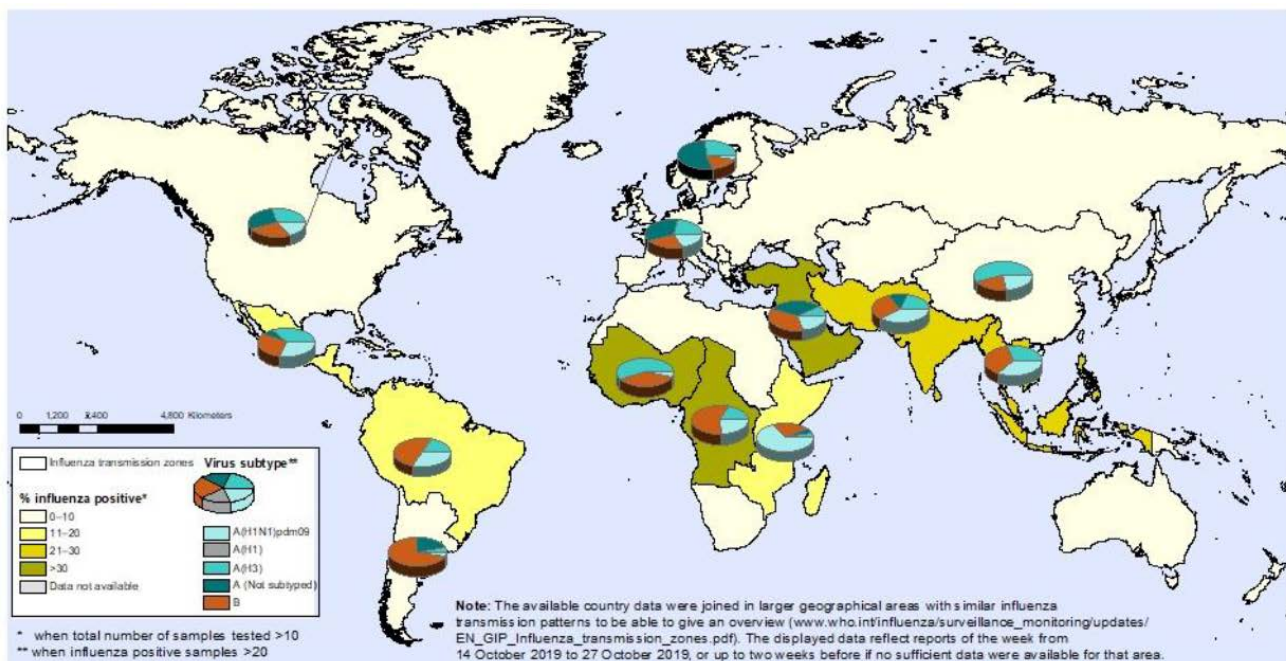 0 1,200 2,400 4,800 Kilometers
Influenza transmission zones
% influenza positive*
0–10
11–20
21–30
>30
Data not available
Virus subtype**
A(H1N1)pdm09
A(H1)
A(H3)
A (Not subtyped)
B
* when total number of samples tested >10
** when influenza positive samples >20
Note: The available country data were joined in larger geographical areas with similar influenza
transmission patterns to be able to give an overview (www.who.int/influenza/surveillance_monitoring/updates/
EN_GIP_Influenza_transmission_zones.pdf). The displayed data reflect reports of the week from
14 October 2019 to 27 October 2019, or up to two weeks before if no sufficient data were available for that area.